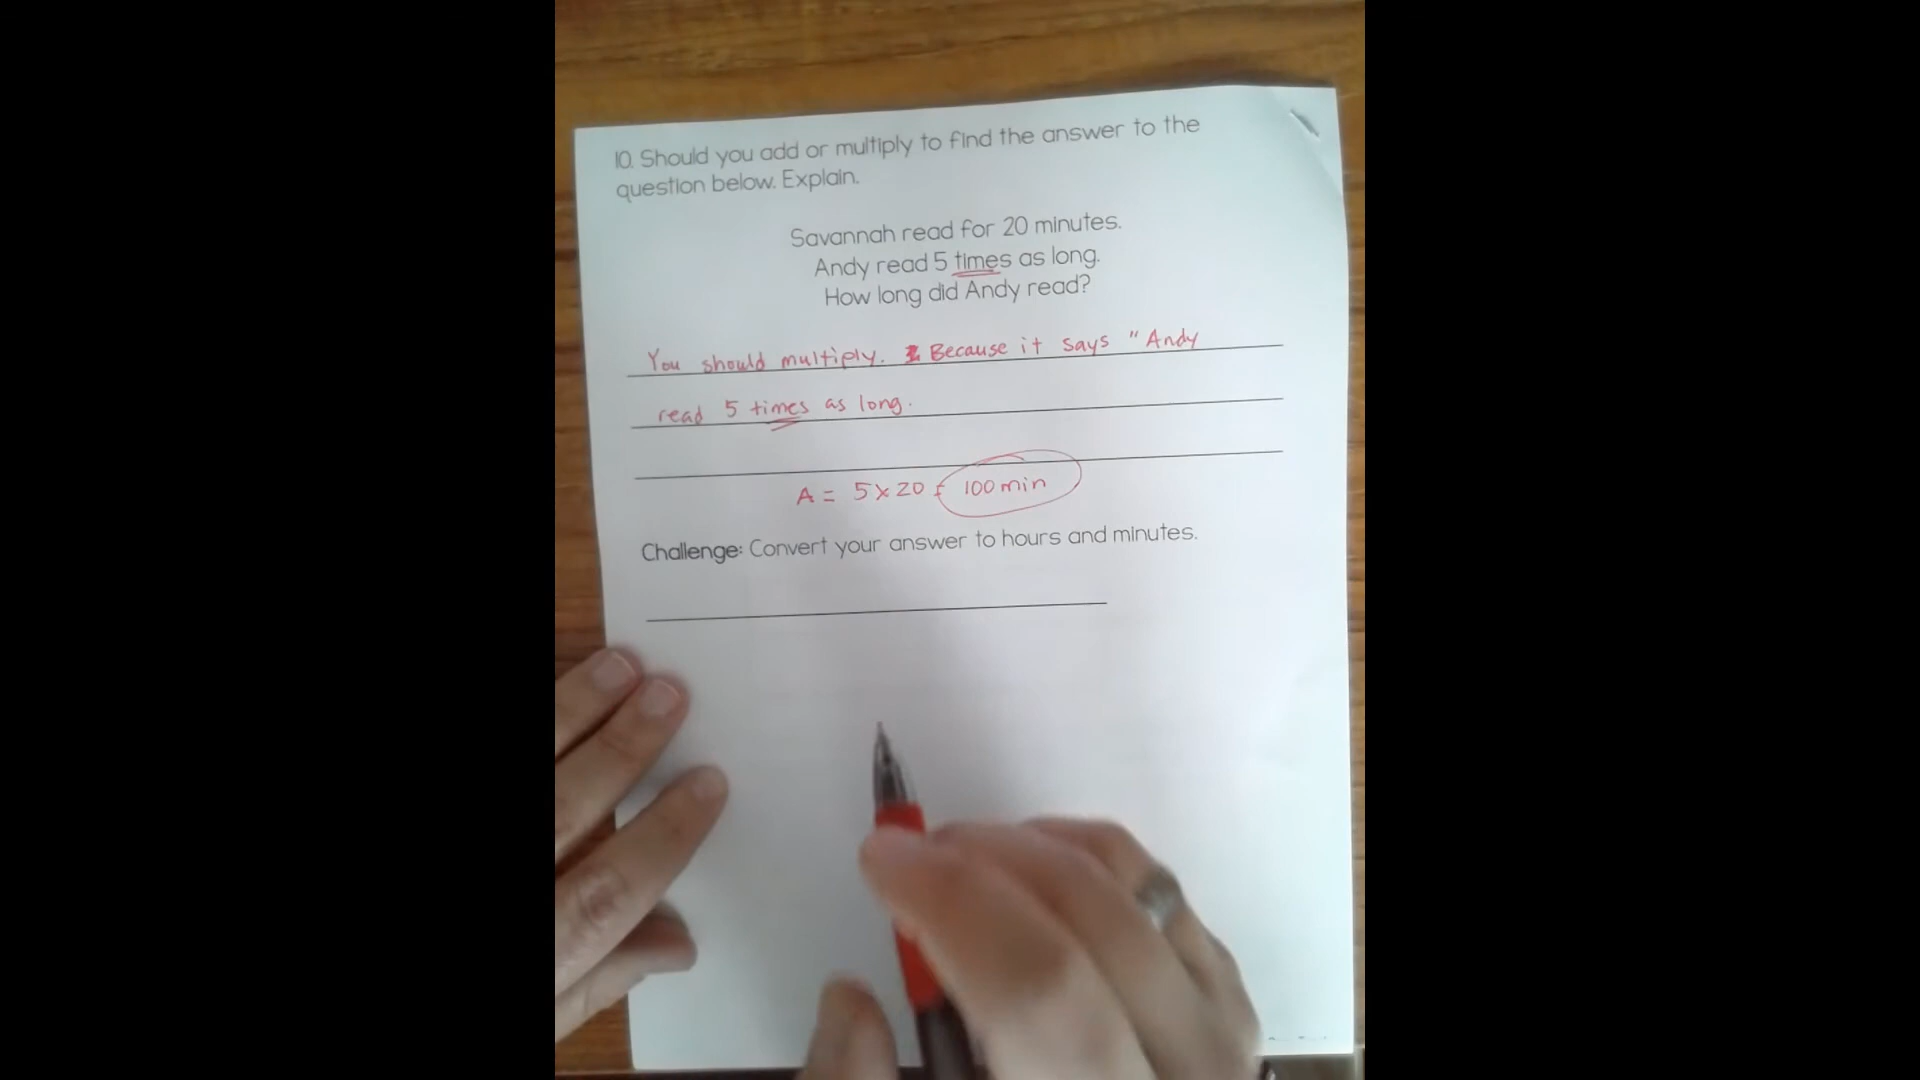 10. Should you add or multiply to find the answer to the
question below. Explain.
Savannah read for 20 minutes.
Andy read 5 times as long.
How long did Andy read?
You should multiply. Because it says "Andy
read 5 times as long.
A = 5 x 20 = 100 min
Challenge: Convert your answer to hours and minutes.